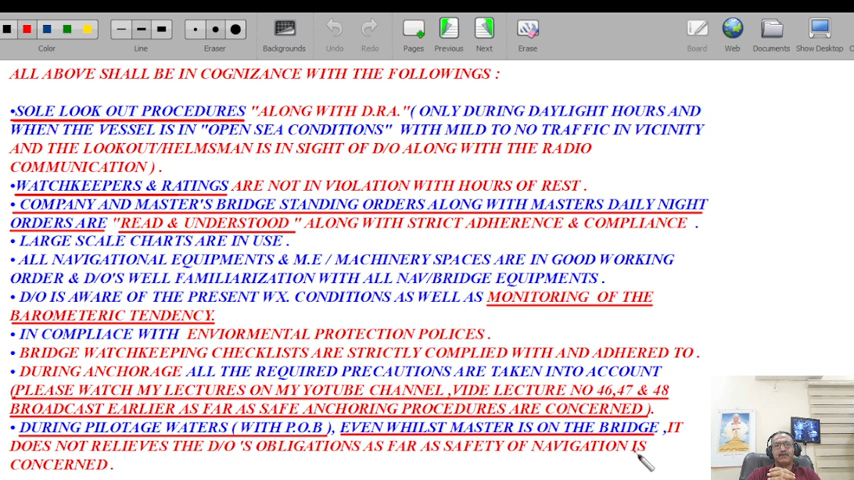 Color
Line
Eraser
Backgrounds
Undo
Redo
Pages
Previous
Next
Erase
Board
Web
Documents
Show Desktop
ALL ABOVE SHALL BE IN COGNIZANCE WITH THE FOLLOWINGS :
•SOLE LOOK OUT PROCEDURES "ALONG WITH D.RA."( ONLY DURING DAYLIGHT HOURS AND
WHEN THE VESSEL IS IN "OPEN SEA CONDITIONS" WITH MILD TO NO TRAFFIC IN VICINITY
AND THE LOOKOUT/HELMSMAN IS IN SIGHT OF D/O ALONG WITH THE RADIO
COMMUNICATION ) .
•WATCHKEEPERS & RATINGS ARE NOT IN VIOLATION WITH HOURS OF REST .
• COMPANY AND MASTER'S BRIDGE STANDING ORDERS ALONG WITH MASTERS DAILY NIGHT
ORDERS ARE "READ & UNDERSTOOD " ALONG WITH STRICT ADHERENCE & COMPLIANCE .
• LARGE SCALE CHARTS ARE IN USE .
• ALL NAVIGATIONAL EQUIPMENTS & M.E / MACHINERY SPACES ARE IN GOOD WORKING
ORDER & D/O'S WELL FAMILIARIZATION WITH ALL NAV/BRIDGE EQUIPMENTS .
• D/O IS AWARE OF THE PRESENT WX. CONDITIONS AS WELL AS MONITORING OF THE
BAROMETERIC TENDENCY.
• IN COMPLIACE WITH ENVIORMENTAL PROTECTION POLICES .
• BRIDGE WATCHKEEPING CHECKLISTS ARE STRICTLY COMPLIED WITH AND ADHERED TO .
• DURING ANCHORAGE ALL THE REQUIRED PRECAUTIONS ARE TAKEN INTO ACCOUNT
(PLEASE WATCH MY LECTURES ON MY YOTUBE CHANNEL ,VIDE LECTURE NO 46,47 & 48
BROADCAST EARLIER AS FAR AS SAFE ANCHORING PROCEDURES ARE CONCERNED ).
• DURING PILOTAGE WATERS ( WITH P.O.B ), EVEN WHILST MASTER IS ON THE BRIDGE ,IT
DOES NOT RELIEVES THE D/O 'S OBLIGATIONS AS FAR AS SAFETY OF NAVIGATION IS
CONCERNED .